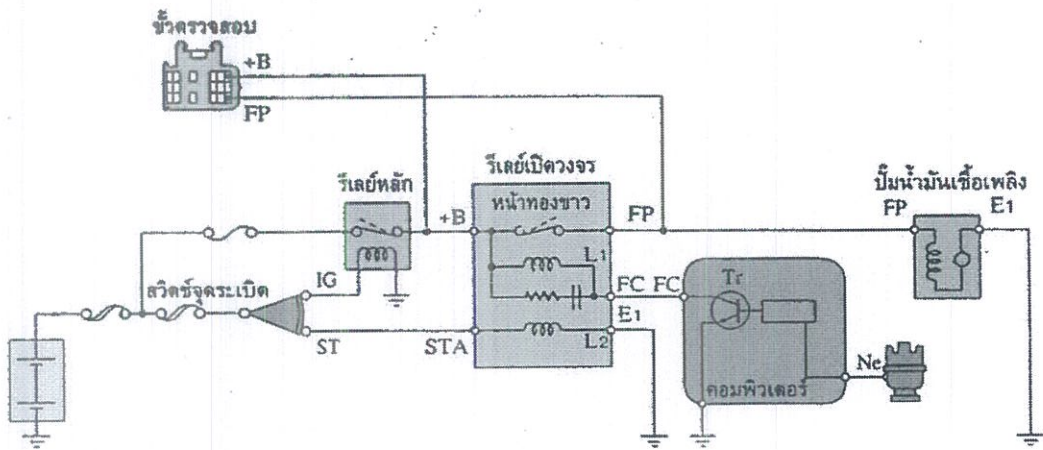 ขั้วตรวจสอบ
+B
FP
รีเลย์หลัก
รีเลย์เปิดวงจร
หน้าทองขาว
ปั๊มน้ำมันเชื้อเพลิง
+B
FP
FP
E1
L1
สวิตช์จุดระเบิด
IG
FC
FC
Tr
E1
ST
STA
L2
Ne
คอมพิวเตอร์